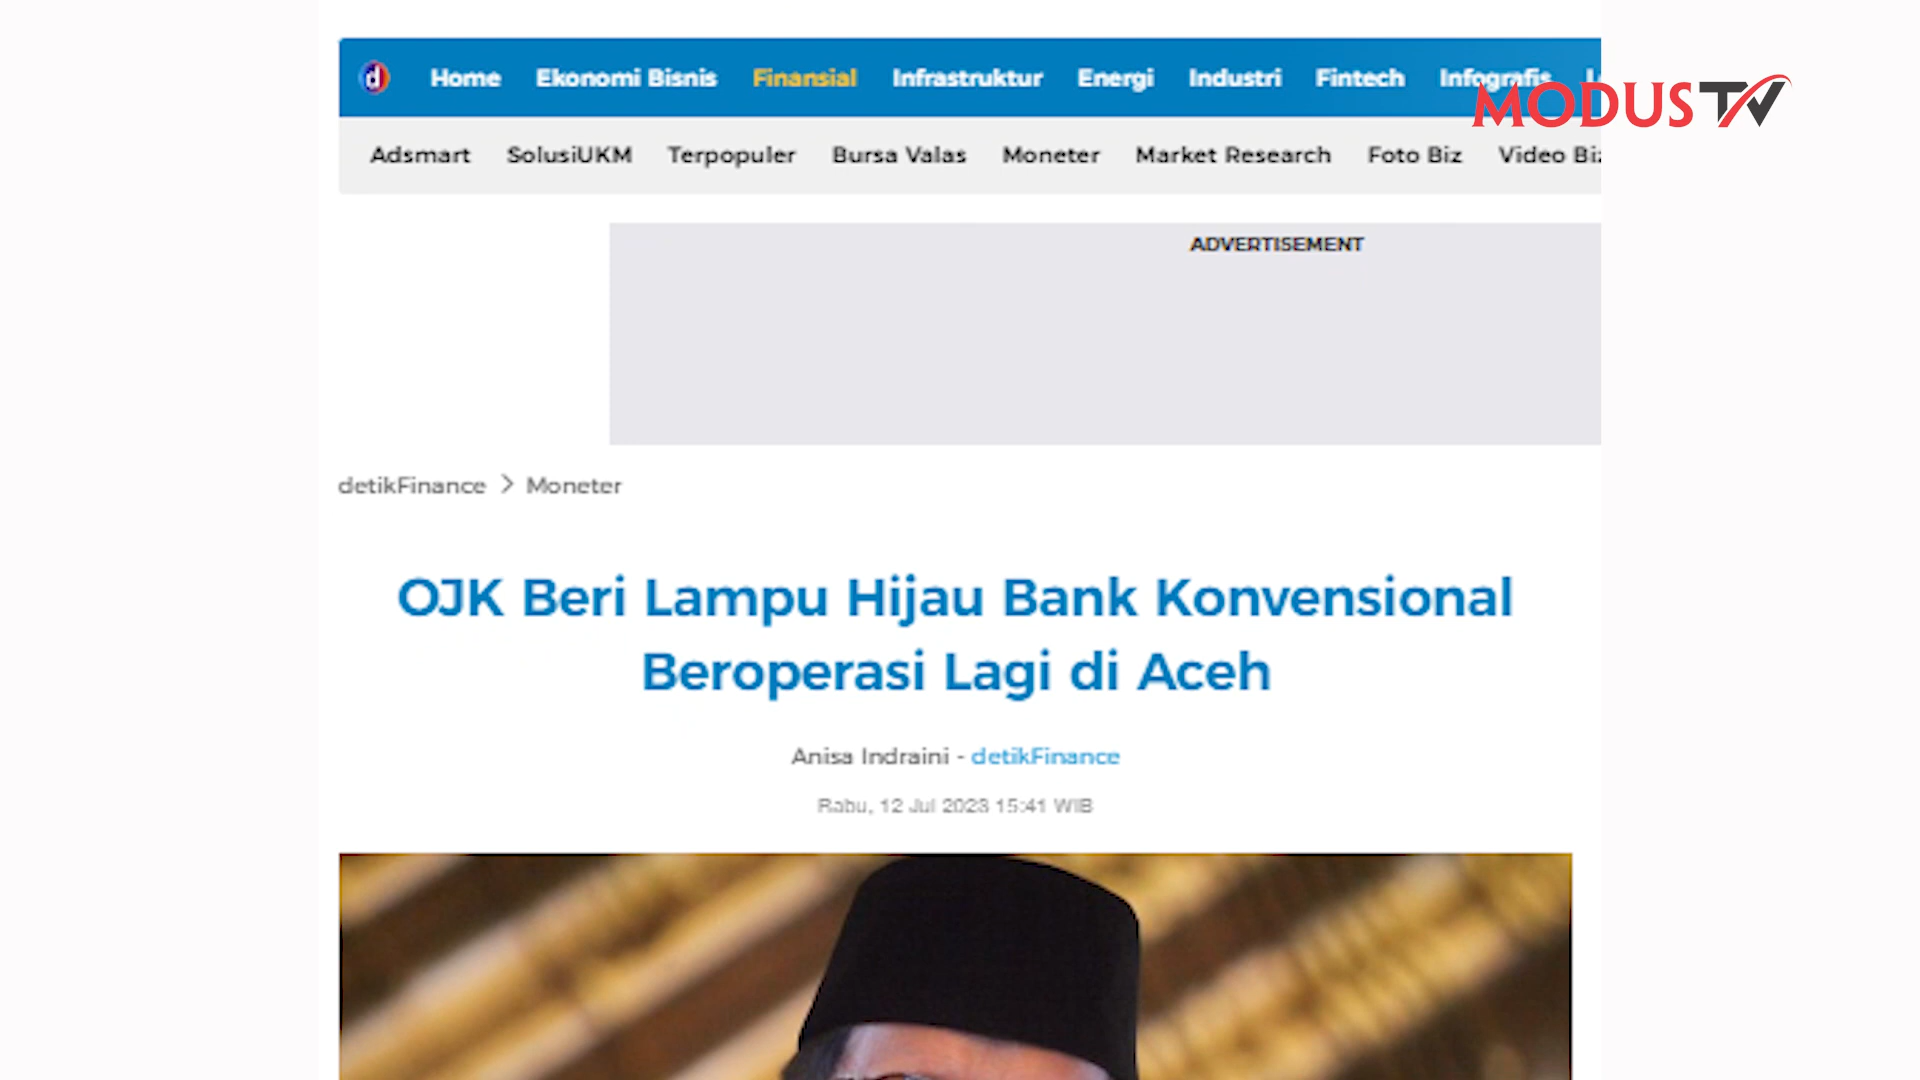 Home Ekonomi Bisnis Finansial Infrastruktur Energi Industri Fintech Infografis
MODUS TV
Adsmart SolusiUKM Terpopuler Bursa Valas Moneter Market Research Foto Biz Video Biz
ADVERTISEMENT
detikFinance > Moneter
OJK Beri Lampu Hijau Bank Konvensional
Beroperasi Lagi di Aceh
Anisa Indraini - detikFinance
Rabu, 12 Jul 2023 15:41 WIB